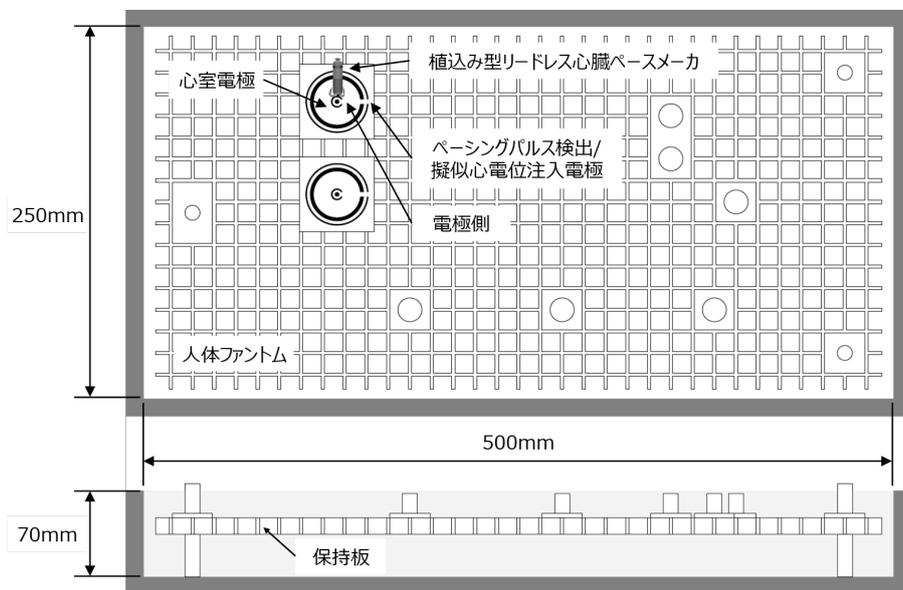 植込み型リードレス心臓ペースメーカ
心室電極
ペーシングパルス検出/
擬似心電位注入電極
250mm
電極側
人体ファントム
500mm
70mm
保持板